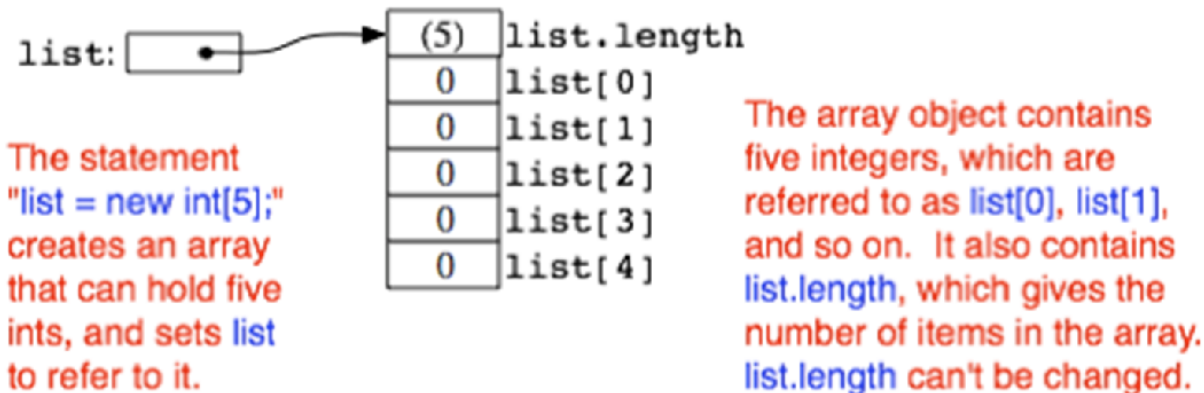 list:
(5) list.length
0 list[0]
0 list[1]
0 list[2]
0 list[3]
0 list[4]
The statement
"list = new int[5];"
creates an array
that can hold five
ints, and sets list
to refer to it.
The array object contains
five integers, which are
referred to as list[0], list[1],
and so on. It also contains
list.length, which gives the
number of items in the array.
list.length can't be changed.